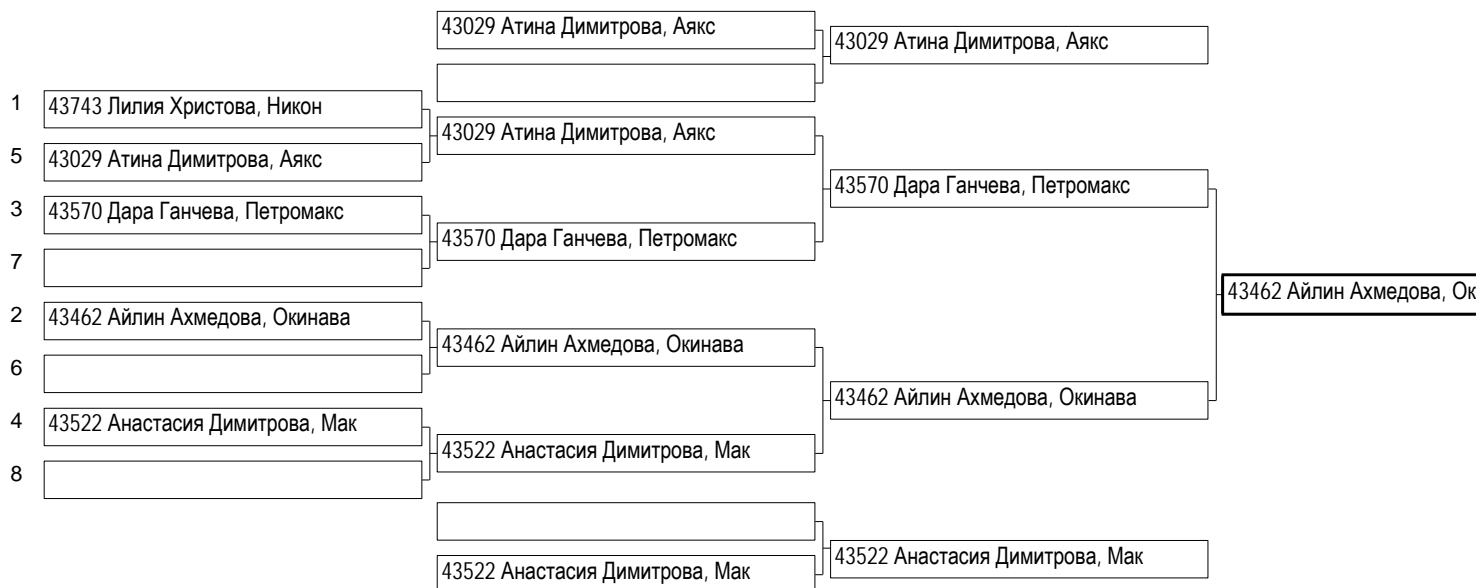 43029 Атина Димитрова, Аякс
43029 Атина Димитрова, Аякс
1 43743 Лилия Христова, Никон
43029 Атина Димитрова, Аякс
5 43029 Атина Димитрова, Аякс
43570 Дара Ганчева, Петромакс
3 43570 Дара Ганчева, Петромакс
43570 Дара Ганчева, Петромакс
7
43462 Айлин Ахмедова, Ок
2 43462 Айлин Ахмедова, Окинава
43462 Айлин Ахмедова, Окинава
6
43462 Айлин Ахмедова, Окинава
4 43522 Анастасия Димитрова, Мак
43522 Анастасия Димитрова, Мак
8
43522 Анастасия Димитрова, Мак
43522 Анастасия Димитрова, Мак